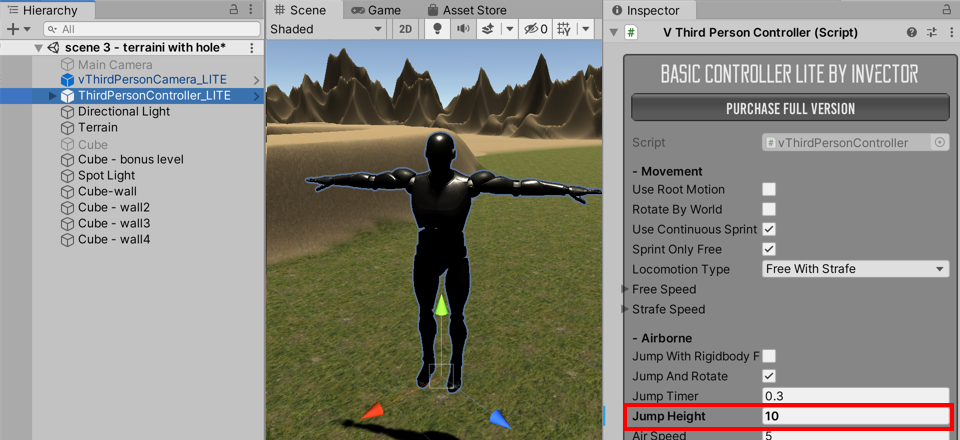 Hierarchy
All
scene 3 - terraini with hole*
Main Camera
vThirdPersonCamera_LITE
ThirdPersonController_LITE
Directional Light
Terrain
Cube
Cube - bonus level
Spot Light
Cube-wall
Cube - wall2
Cube - wall3
Cube - wall4
Scene Game Asset Store
Shaded 2D 0
Inspector
# V Third Person Controller (Script)
BASIC CONTROLLER LITE BY INVECTOR
PURCHASE FULL VERSION
Script # vThirdPersonController
- Movement
Use Root Motion
Rotate By World
Use Continuous Sprint
Sprint Only Free
Locomotion Type Free With Strafe
Free Speed
Strafe Speed
- Airborne
Jump With Rigidbody F
Jump And Rotate
Jump Timer 0.3
Jump Height 10
Air Speed 5